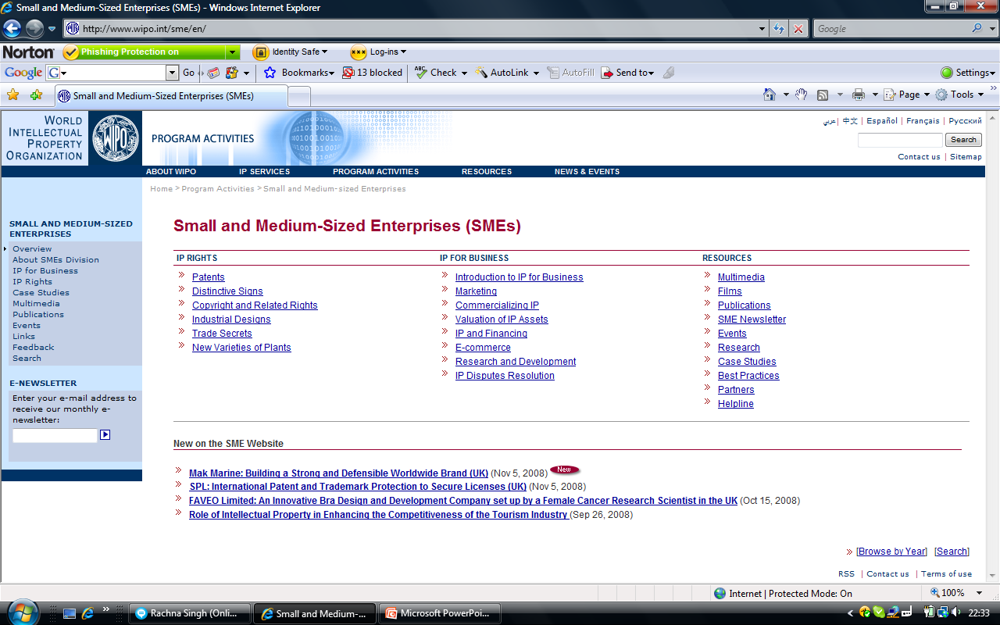 Small and Medium-Sized Enterprises (SMEs) - Windows Internet Explorer
http://www.wipo.int/sme/en/
Google
Norton Phishing Protection on Identity Safe Log-ins
Google G Go Bookmarks 13 blocked ABC Check AutoLink AutoFill Send to Settings
Small and Medium-Sized Enterprises (SMEs) Page Tools
WORLD
INTELLECTUAL
PROPERTY
ORGANIZATION
WIPO
PROGRAM ACTIVITIES
عربي | 中文 | Español | Français | Русский
Search
Contact us | Sitemap
ABOUT WIPO IP SERVICES PROGRAM ACTIVITIES RESOURCES NEWS & EVENTS
Home > Program Activities > Small and Medium-sized Enterprises
SMALL AND MEDIUM-SIZED
ENTERPRISES
Overview
About SMEs Division
IP for Business
IP Rights
Case Studies
Multimedia
Publications
Events
Links
Feedback
Search
E-NEWSLETTER
Enter your e-mail address to
receive our monthly e-
newsletter:
Small and Medium-Sized Enterprises (SMEs)
IP RIGHTS
Patents
Distinctive Signs
Copyright and Related Rights
Industrial Designs
Trade Secrets
New Varieties of Plants
IP FOR BUSINESS
Introduction to IP for Business
Marketing
Commercializing IP
Valuation of IP Assets
IP and Financing
E-commerce
Research and Development
IP Disputes Resolution
RESOURCES
Multimedia
Films
Publications
SME Newsletter
Events
Research
Case Studies
Best Practices
Partners
Helpline
New on the SME Website
Mak Marine: Building a Strong and Defensible Worldwide Brand (UK) (Nov 5, 2008) New
SPL: International Patent and Trademark Protection to Secure Licenses (UK) (Nov 5, 2008)
FAVEO Limited: An Innovative Bra Design and Development Company set up by a Female Cancer Research Scientist in the UK (Oct 15, 2008)
Role of Intellectual Property in Enhancing the Competitiveness of the Tourism Industry (Sep 26, 2008)
[Browse by Year] [Search]
RSS | Contact us | Terms of use
Internet | Protected Mode: On 100%
Rachna Singh (Onli... Small and Medium-... Microsoft PowerPoi... 22:33